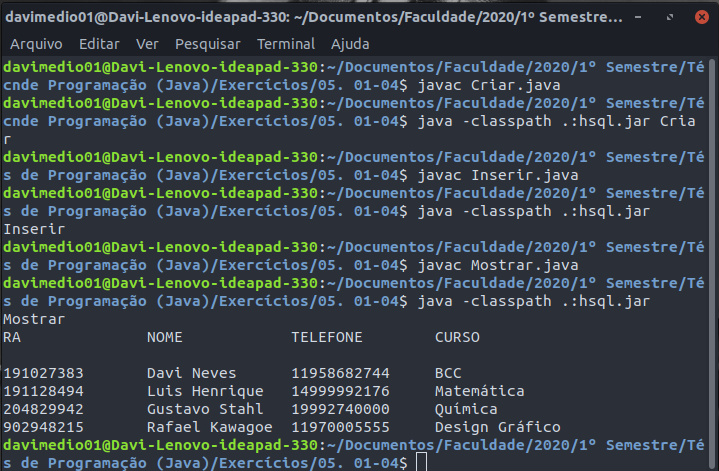 davimedio01@Davi-Lenovo-ideapad-330: ~/Documentos/Faculdade/2020/1º Semestre...
Arquivo Editar Ver Pesquisar Terminal Ajuda
davimedio01@Davi-Lenovo-ideapad-330:~/Documentos/Faculdade/2020/1º Semestre/Té
cnde Programação (Java)/Exercícios/05. 01-04$ javac Criar.java
davimedio01@Davi-Lenovo-ideapad-330:~/Documentos/Faculdade/2020/1º Semestre/Té
cnde Programação (Java)/Exercícios/05. 01-04$ java -classpath .:hsql.jar Cria
r
davimedio01@Davi-Lenovo-ideapad-330:~/Documentos/Faculdade/2020/1º Semestre/Té
s de Programação (Java)/Exercícios/05. 01-04$ javac Inserir.java
davimedio01@Davi-Lenovo-ideapad-330:~/Documentos/Faculdade/2020/1º Semestre/Té
s de Programação (Java)/Exercícios/05. 01-04$ java -classpath .:hsql.jar
Inserir
davimedio01@Davi-Lenovo-ideapad-330:~/Documentos/Faculdade/2020/1º Semestre/Té
s de Programação (Java)/Exercícios/05. 01-04$ javac Mostrar.java
davimedio01@Davi-Lenovo-ideapad-330:~/Documentos/Faculdade/2020/1º Semestre/Té
s de Programação (Java)/Exercícios/05. 01-04$ java -classpath .:hsql.jar
Mostrar
RA NOME TELEFONE CURSO
191027383 Davi Neves 11958682744 BCC
191128494 Luis Henrique 14999992176 Matemática
204829942 Gustavo Stahl 19992740000 Química
902948215 Rafael Kawagoe 11970005555 Design Gráfico
davimedio01@Davi-Lenovo-ideapad-330:~/Documentos/Faculdade/2020/1º Semestre/Té
s de Programação (Java)/Exercícios/05. 01-04$